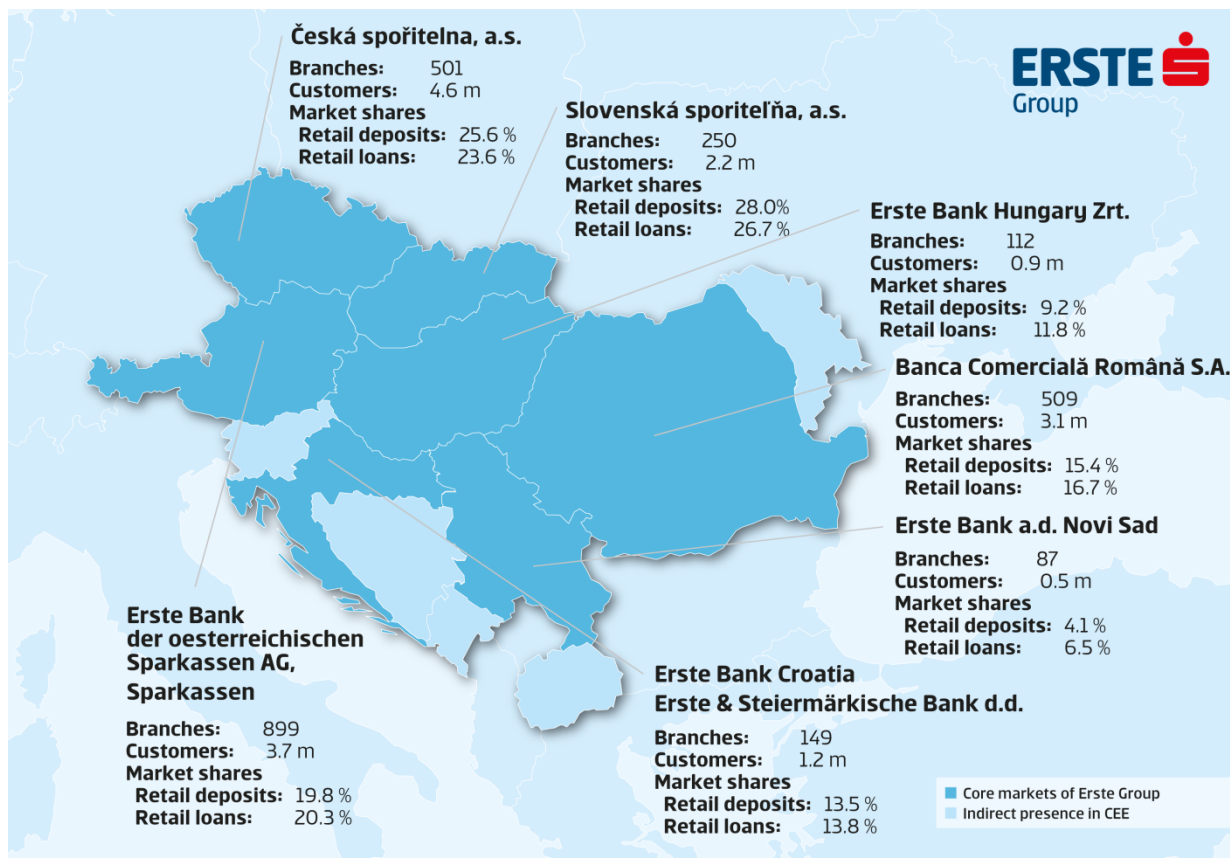 Česká spořitelna, a.s.
Branches: 501
Customers: 4.6 m
Market shares
Retail deposits: 25.6 %
Retail loans: 23.6 %
ERSTE
Group
Slovenská sporiteľňa, a.s.
Branches: 250
Customers: 2.2 m
Market shares
Retail deposits: 28.0%
Retail loans: 26.7 %
Erste Bank Hungary Zrt.
Branches: 112
Customers: 0.9 m
Market shares
Retail deposits: 9.2 %
Retail loans: 11.8 %
Banca Comercială Română S.A.
Branches: 509
Customers: 3.1 m
Market shares
Retail deposits: 15.4 %
Retail loans: 16.7 %
Erste Bank a.d. Novi Sad
Branches: 87
Customers: 0.5 m
Market shares
Retail deposits: 4.1 %
Retail loans: 6.5 %
Erste Bank
der oesterreichischen
Sparkassen AG,
Sparkassen
Branches: 899
Customers: 3.7 m
Market shares
Retail deposits: 19.8 %
Retail loans: 20.3 %
Erste Bank Croatia
Erste & Steiermärkische Bank d.d.
Branches: 149
Customers: 1.2 m
Market shares
Retail deposits: 13.5 %
Retail loans: 13.8 %
Core markets of Erste Group
Indirect presence in CEE